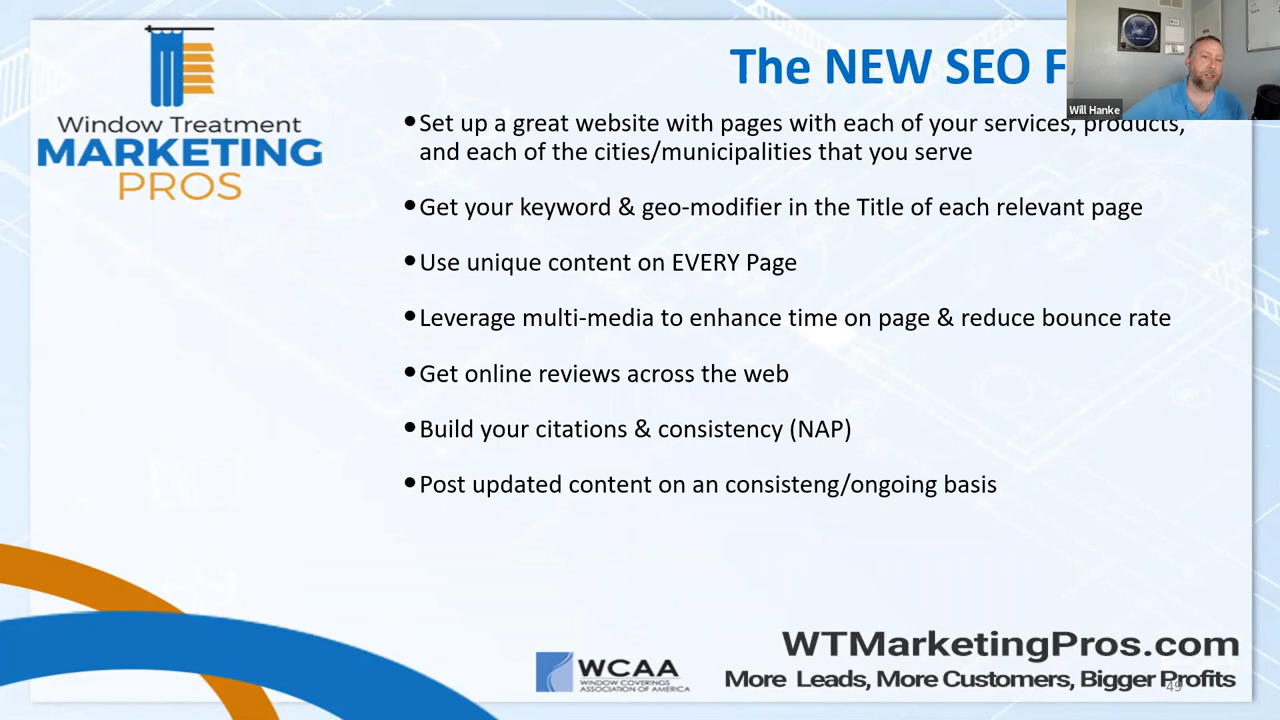 Window Treatment
MARKETING
PROS
The NEW SEO F
Will Hanke
• Set up a great website with pages with each of your services, products,
and each of the cities/municipalities that you serve
• Get your keyword & geo-modifier in the Title of each relevant page
• Use unique content on EVERY Page
• Leverage multi-media to enhance time on page & reduce bounce rate
• Get online reviews across the web
• Build your citations & consistency (NAP)
• Post updated content on an consisteng/ongoing basis
WCAA
WINDOW COVERINGS
ASSOCIATION OF AMERICA
WTMarketingPros.com
More Leads, More Customers, Bigger Profits
49